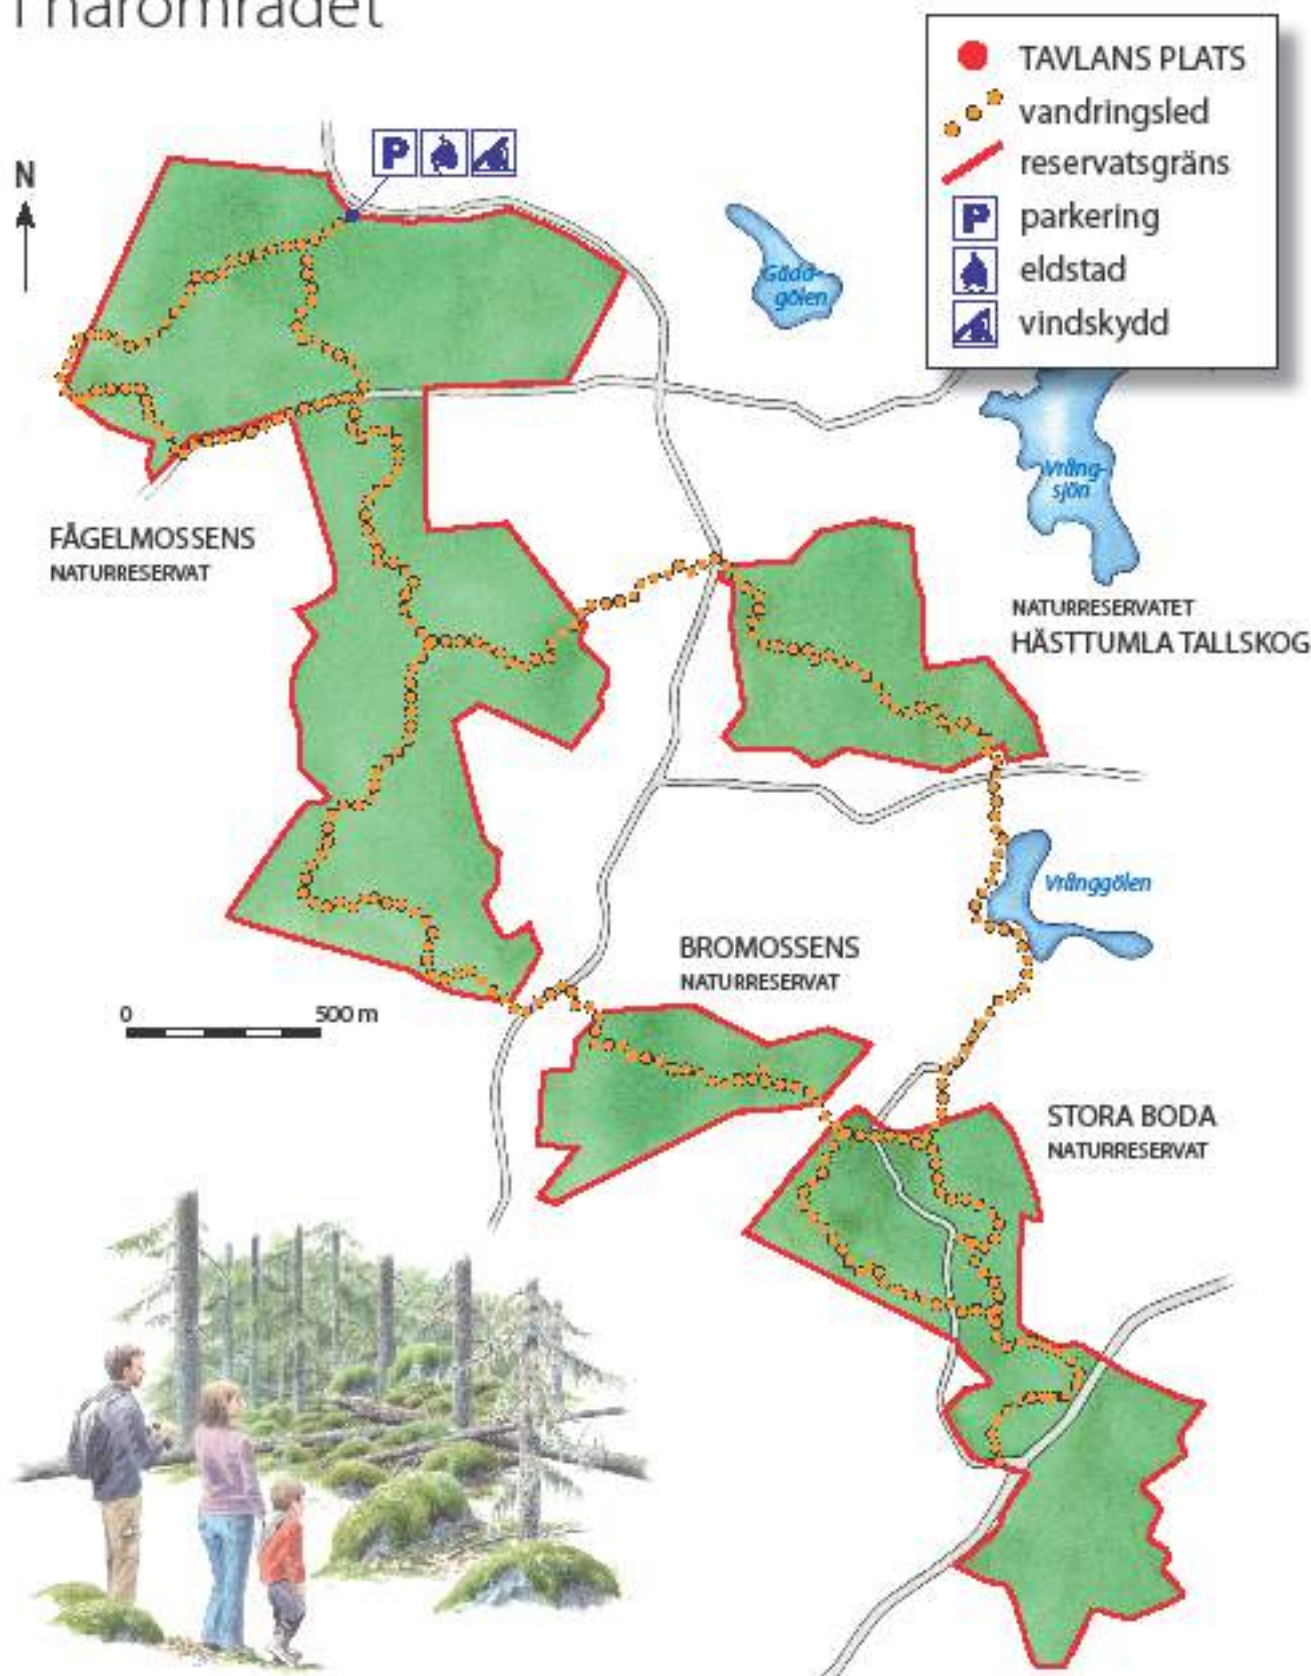 i närområdet
TAVLANS PLATS
vandringsled
reservatsgräns
P parkering
eldstad
vindskydd
N
P
Gädd-
gölen
Vrång-
sjön
FÅGELMOSSENS
NATURRESERVAT
NATURRESERVATET
HÄSTTUMLA TALLSKOG
Vrånggölen
BROMOSSENS
NATURRESERVAT
0 500 m
STORA BODA
NATURRESERVAT